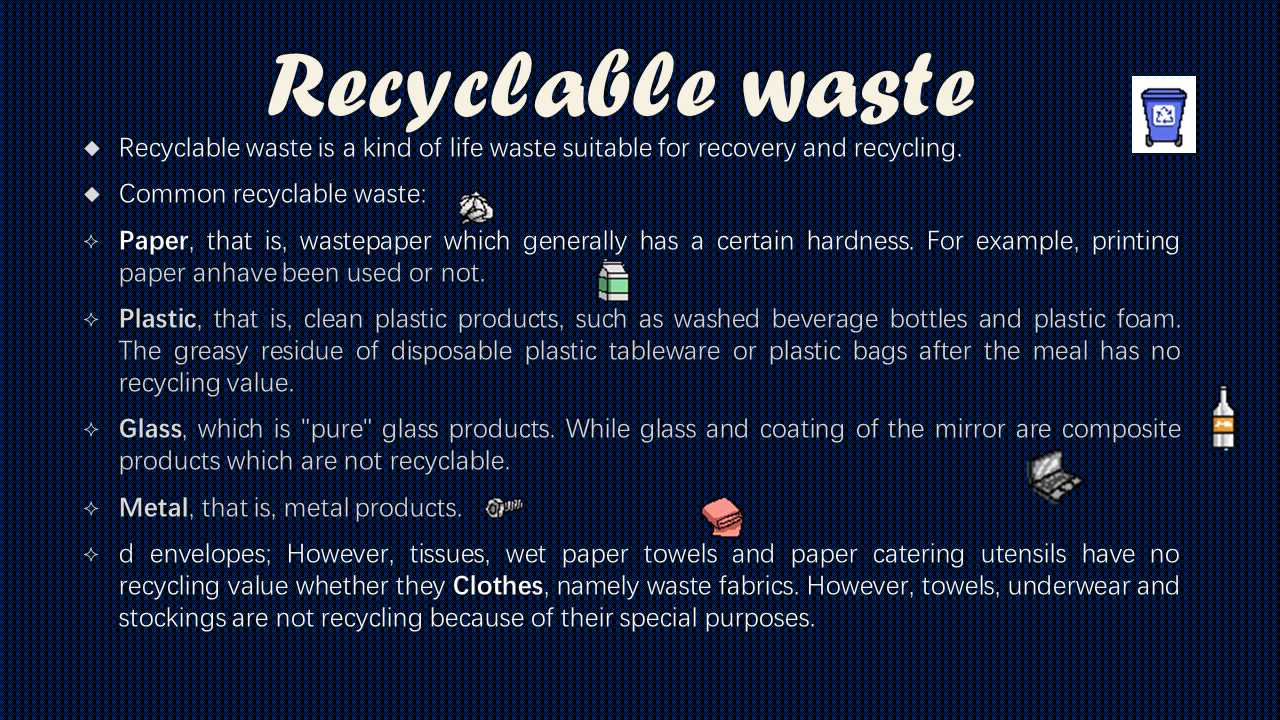 Recyclable waste
Recyclable waste is a kind of life waste suitable for recovery and recycling.
Common recyclable waste:
Paper, that is, wastepaper which generally has a certain hardness. For example, printing
paper anhave been used or not.
Plastic, that is, clean plastic products, such as washed beverage bottles and plastic foam.
The greasy residue of disposable plastic tableware or plastic bags after the meal has no
recycling value.
Glass, which is "pure" glass products. While glass and coating of the mirror are composite
products which are not recyclable.
Metal, that is, metal products.
d envelopes; However, tissues, wet paper towels and paper catering utensils have no
recycling value whether they Clothes, namely waste fabrics. However, towels, underwear and
stockings are not recycling because of their special purposes.